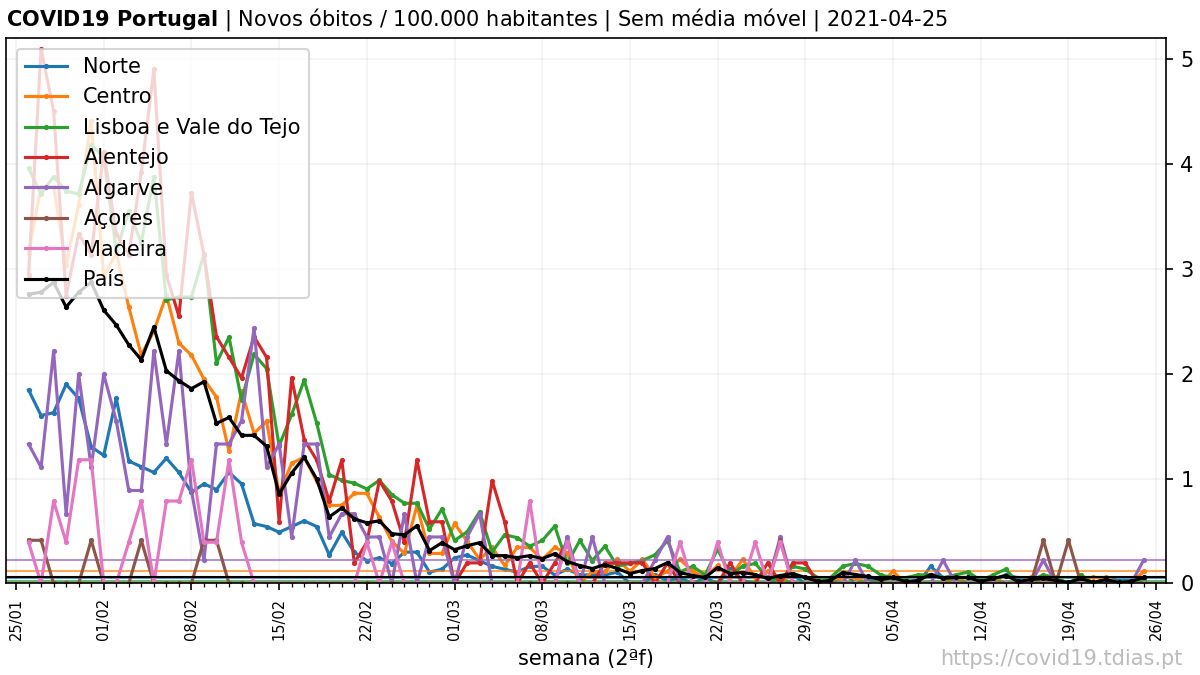 COVID19 Portugal | Novos óbitos / 100.000 habitantes | Sem média móvel | 2021-04-25
Norte
Centro
Lisboa e Vale do Tejo
Alentejo
Algarve
Açores
Madeira
País
5
4
3
2
1
0
25/01 01/02 08/02 15/02 22/02 01/03 08/03 15/03 22/03 29/03 05/04 12/04 19/04 26/04
semana (2ªf)
https://covid19.tdias.pt